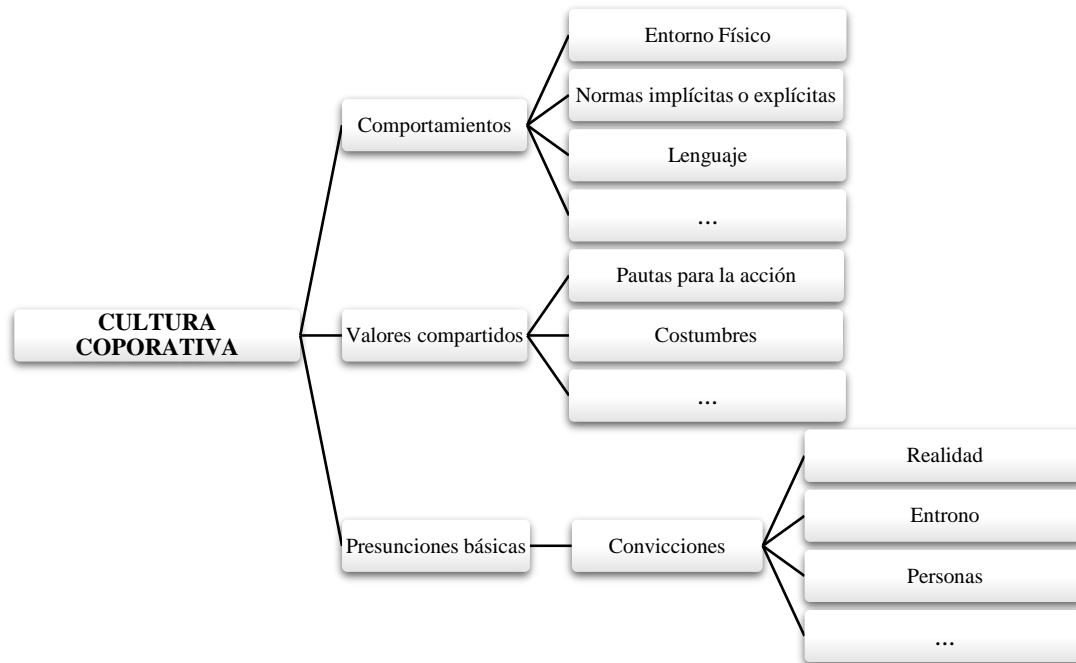 CULTURA
COPORATIVA
Comportamientos
Entorno Físico
Normas implícitas o explícitas
Lenguaje
...
Valores compartidos
Pautas para la acción
Costumbres
...
Presunciones básicas
Convicciones
Realidad
Entrono
Personas
...